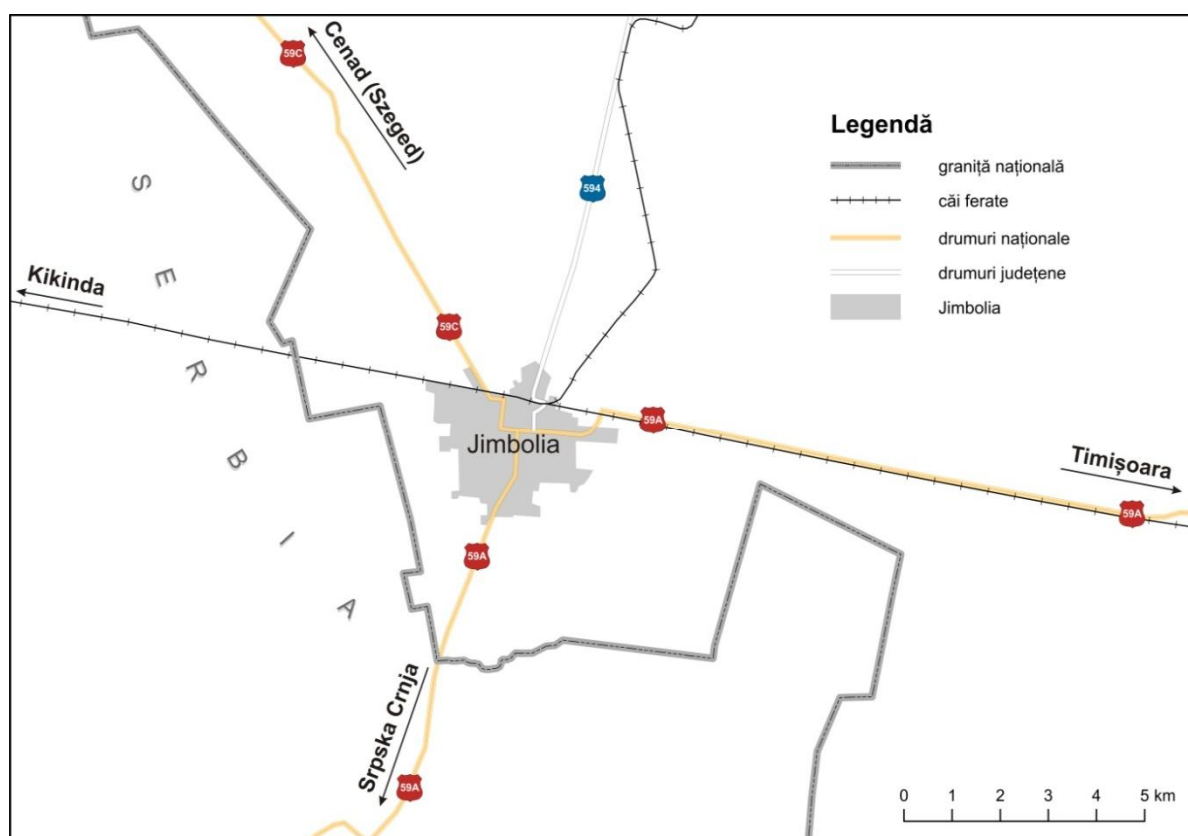 59C
Cenad (Szeged)
594
Legendă
graniță națională
căi ferate
drumuri naționale
drumuri județene
Jimbolia
SERBIA
Kikinda
59C
59A
Jimbolia
Timișoara
59A
59A
Srpska Crnja
59A
0 1 2 3 4 5 km